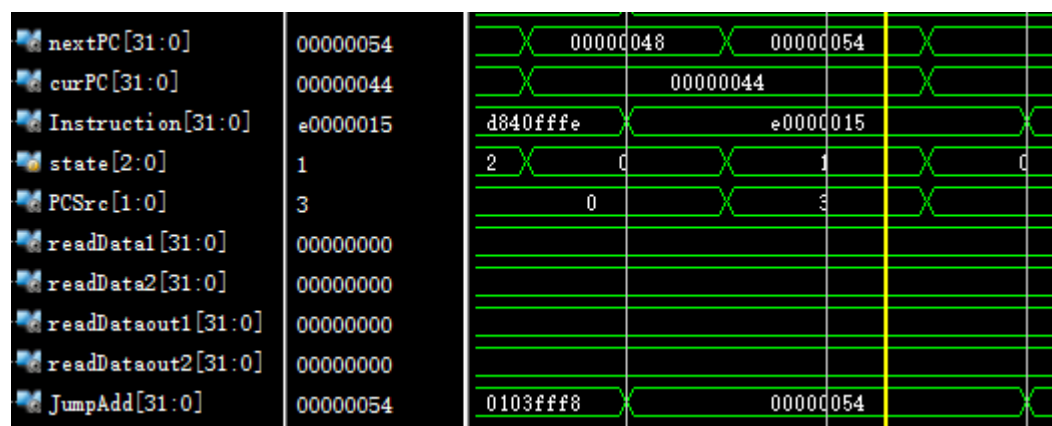 nextPC[31:0] 00000054 00000048 00000054
curPC[31:0] 00000044 00000044
Instruction[31:0] e0000015 d840fffe e0000015
state[2:0] 1 2 0 1 0
PCSrc[1:0] 3 0 3
readData1[31:0] 00000000
readData2[31:0] 00000000
readDataout1[31:0] 00000000
readDataout2[31:0] 00000000
JumpAdd[31:0] 00000054 0103fff8 00000054